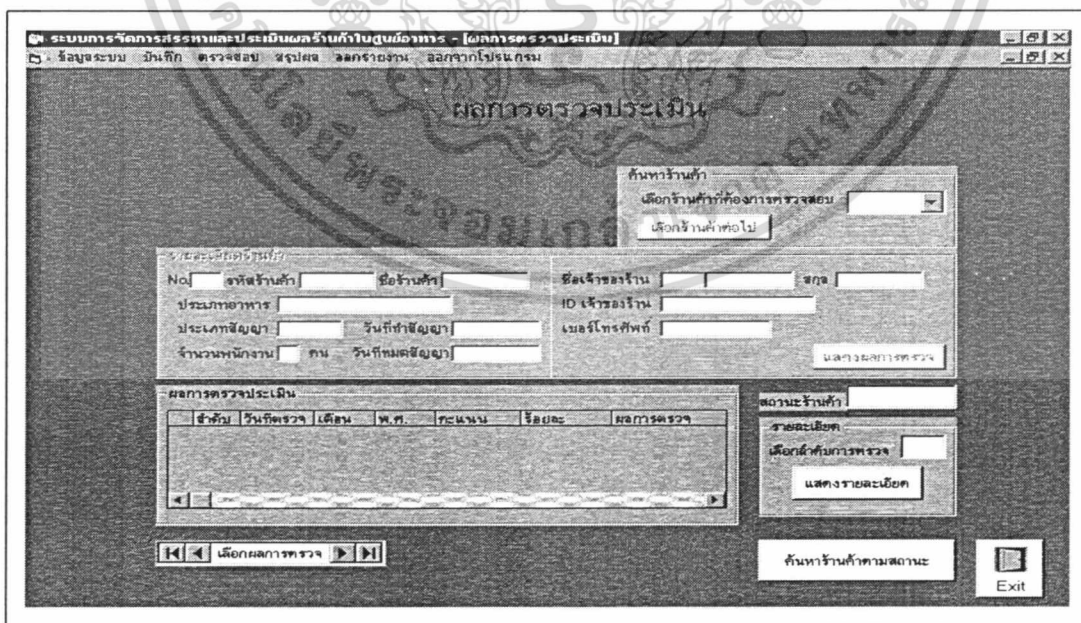 ระบบการจัดการสรรหาและประเมินผลร้านค้าในศูนย์อาหาร - [ผลการตรวจประเมิน]
ข้อมูลระบบ บันทึก ตรวจสอบ สรุปผล ออกรายงาน ออกจากโปรแกรม
ผลการตรวจประเมิน
ค้นหาร้านค้า
เลือกร้านค้าที่ต้องการตรวจสอบ
เลือกร้านค้าต่อไป
รายละเอียดร้านค้า
No. รหัสร้านค้า ชื่อร้านค้า ชื่อเจ้าของร้าน สกุล
ประเภทอาหาร ID เจ้าของร้าน
ประเภทสัญญา วันที่ทำสัญญา เบอร์โทรศัพท์
จำนวนพนักงาน คน วันที่หมดสัญญา
แสดงผลการตรวจ
ผลการตรวจประเมิน
สถานะร้านค้า
ลำดับ วันที่ตรวจ เดือน พ.ศ. คะแนน ร้อยละ ผลการตรวจ
รายละเอียด
เลือกลำดับการตรวจ
แสดงรายละเอียด
เลือกผลการตรวจ
ค้นหาร้านค้าตามสถานะ
Exit